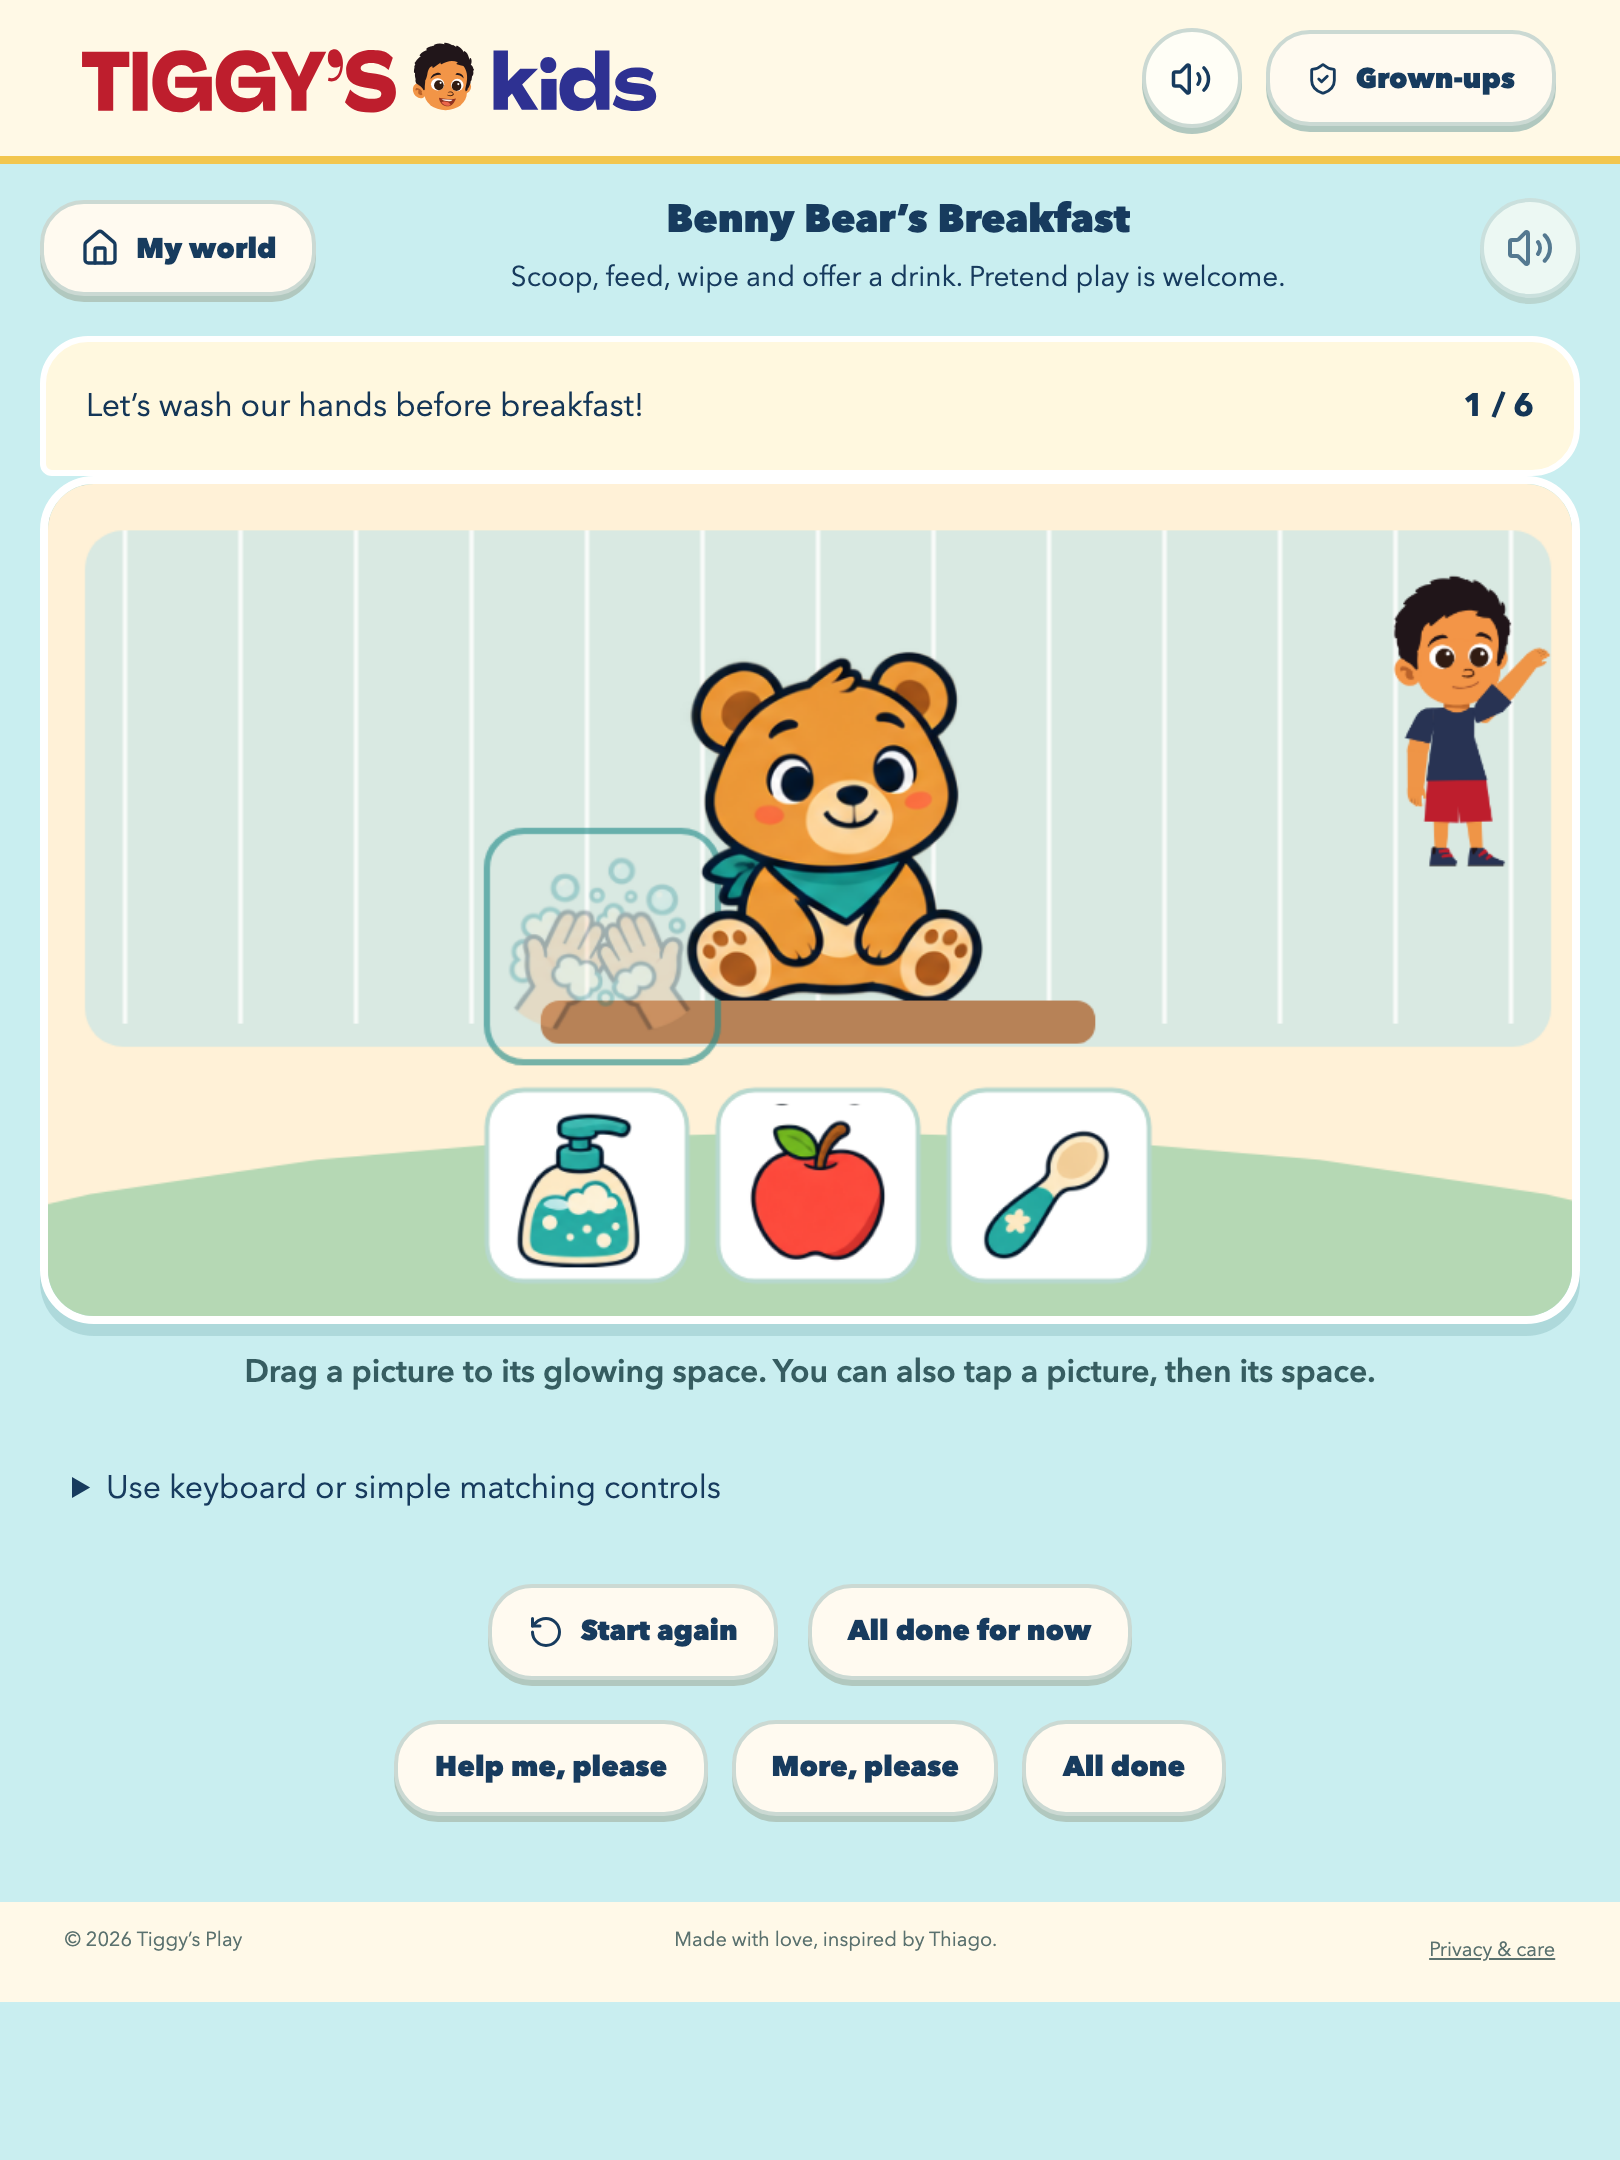 TIGGY’S kids
Grown-ups
My world
Benny Bear’s Breakfast
Scoop, feed, wipe and offer a drink. Pretend play is welcome.
Let’s wash our hands before breakfast!
1 / 6
Drag a picture to its glowing space. You can also tap a picture, then its space.
Use keyboard or simple matching controls
Start again
All done for now
Help me, please
More, please
All done
© 2026 Tiggy’s Play
Made with love, inspired by Thiago.
Privacy & care